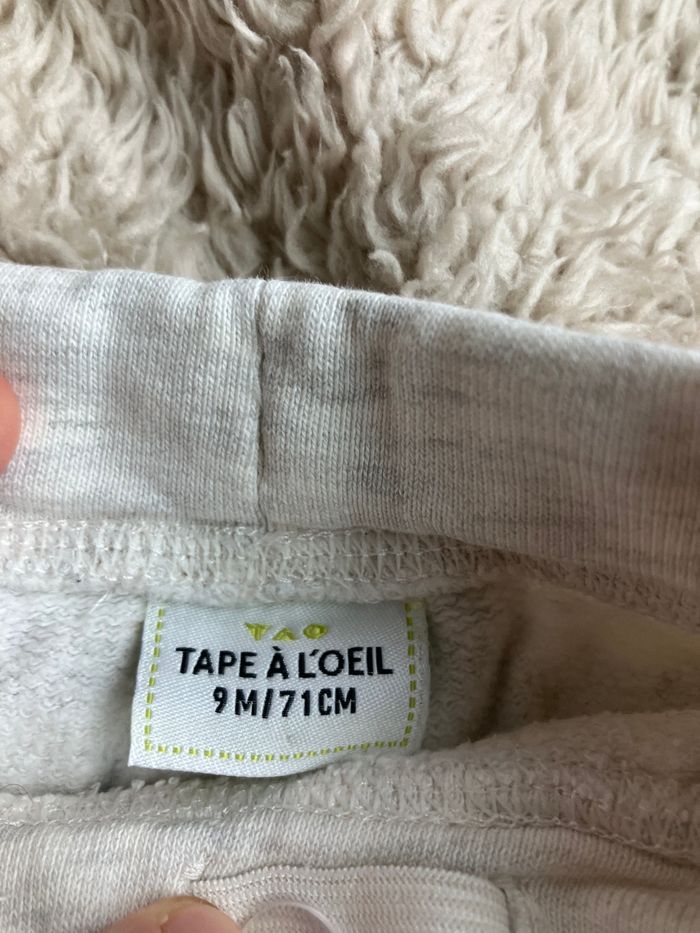 TAO
TAPE À L'OEIL
9M/71CM